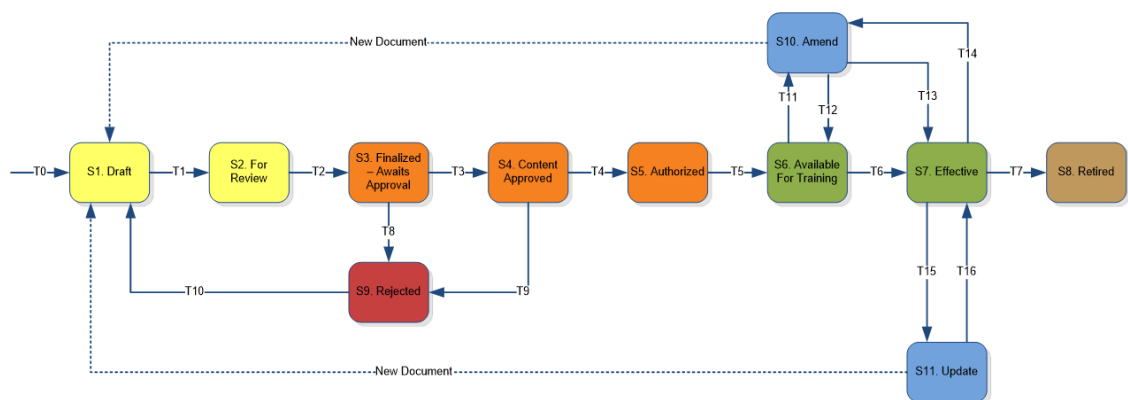 S10. Amend
T14
New Document
T11
T12
T13
T0
S1. Draft
T1
S2. For
Review
T2
S3. Finalized
– Awaits
Approval
T3
S4. Content
Approved
T4
S5. Authorized
T5
S6. Available
For Training
T6
S7. Effective
T7
S8. Retired
T8
T10
S9. Rejected
T9
T15
T16
New Document
S11. Update